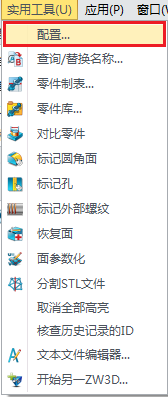 实用工具(U) 应用(P) 窗口(
配置...
查询/替换名称...
零件制表...
零件库...
对比零件
标记圆角面
标记孔
标记外部螺纹
恢复面
面参数化
分割STL文件
取消全部高亮
核查历史记录的ID
文本文件编辑器...
开始另一ZW3D...